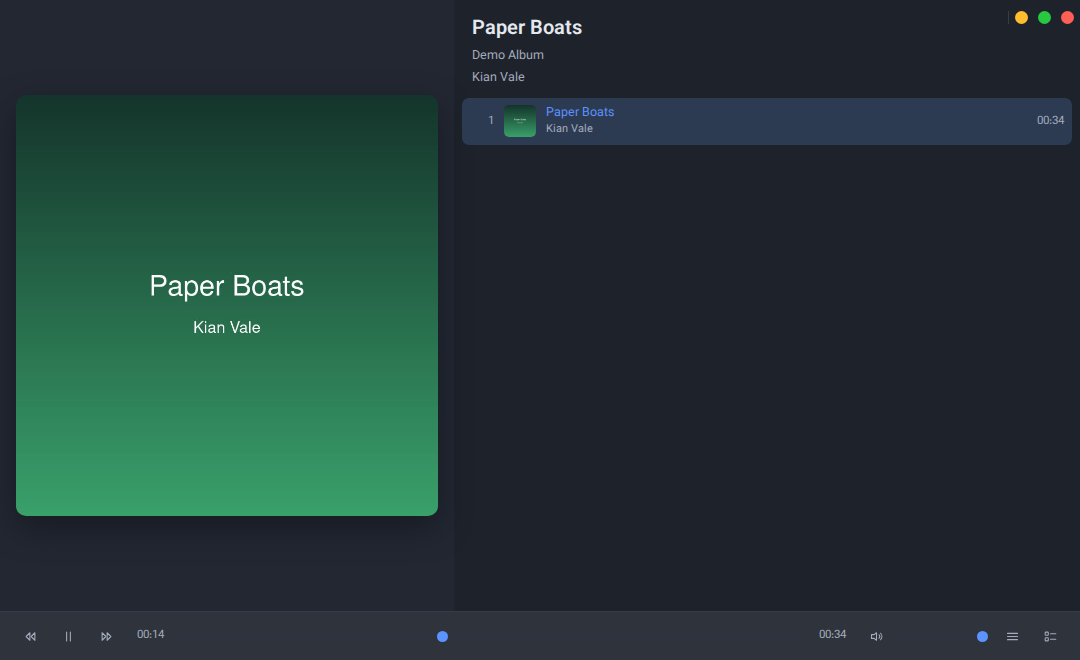 Paper Boats
Kian Vale
Paper Boats
Demo Album
Kian Vale
1
Paper Boats
Kian Vale
00:34
00:14
00:34